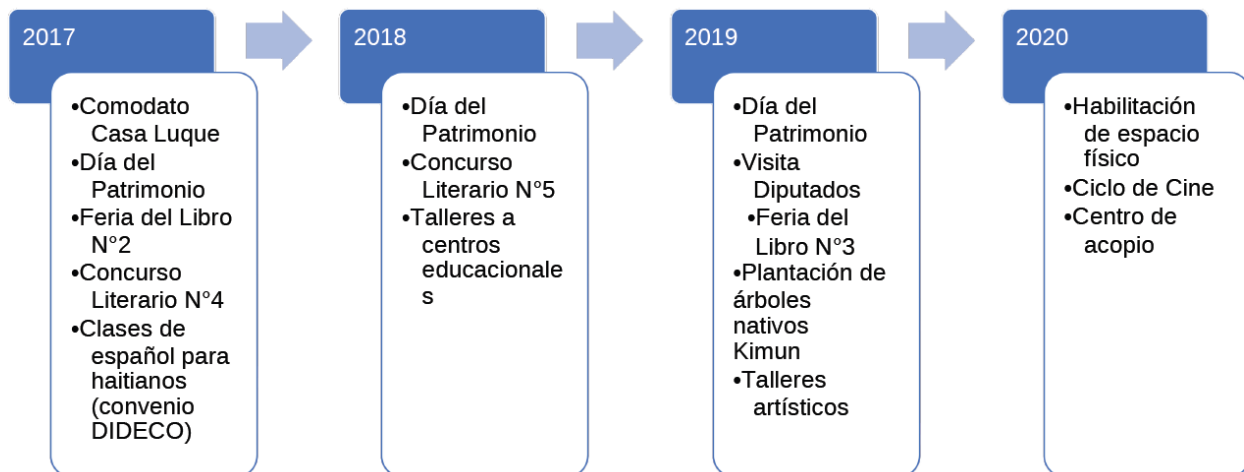 2017
•Comodato
Casa Luque
•Día del
Patrimonio
•Feria del Libro
N°2
•Concurso
Literario N°4
•Clases de
español para
haitianos
(convenio
DIDECO)
2018
•Día del
Patrimonio
•Concurso
Literario N°5
•Talleres a
centros
educacionale
s
2019
•Día del
Patrimonio
•Visita
Diputados
•Feria del
Libro N°3
•Plantación de
árboles
nativos
Kimun
•Talleres
artísticos
2020
•Habilitación
de espacio
físico
•Ciclo de Cine
•Centro de
acopio